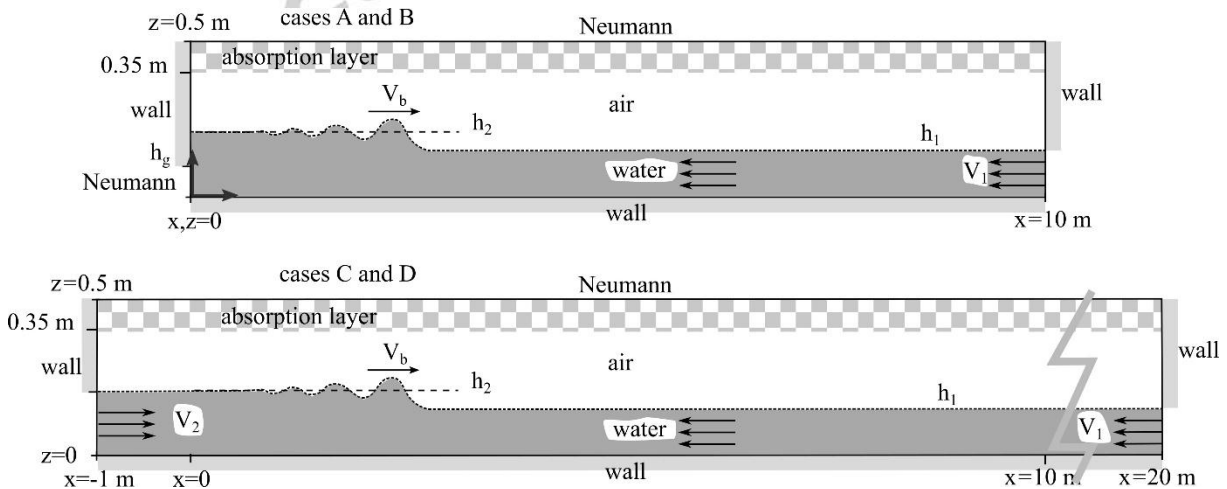 cases A and B
z=0.5 m
Neumann
absorption layer
0.35 m
wall
V_b
air
wall
h_2
h_1
h_g
water
V_1
Neumann
x,z=0
wall
x=10 m
cases C and D
z=0.5 m
Neumann
absorption layer
0.35 m
wall
V_b
air
wall
h_2
h_1
V_2
water
V_1
z=0
x=-1 m
x=0
wall
x=10 m
x=20 m